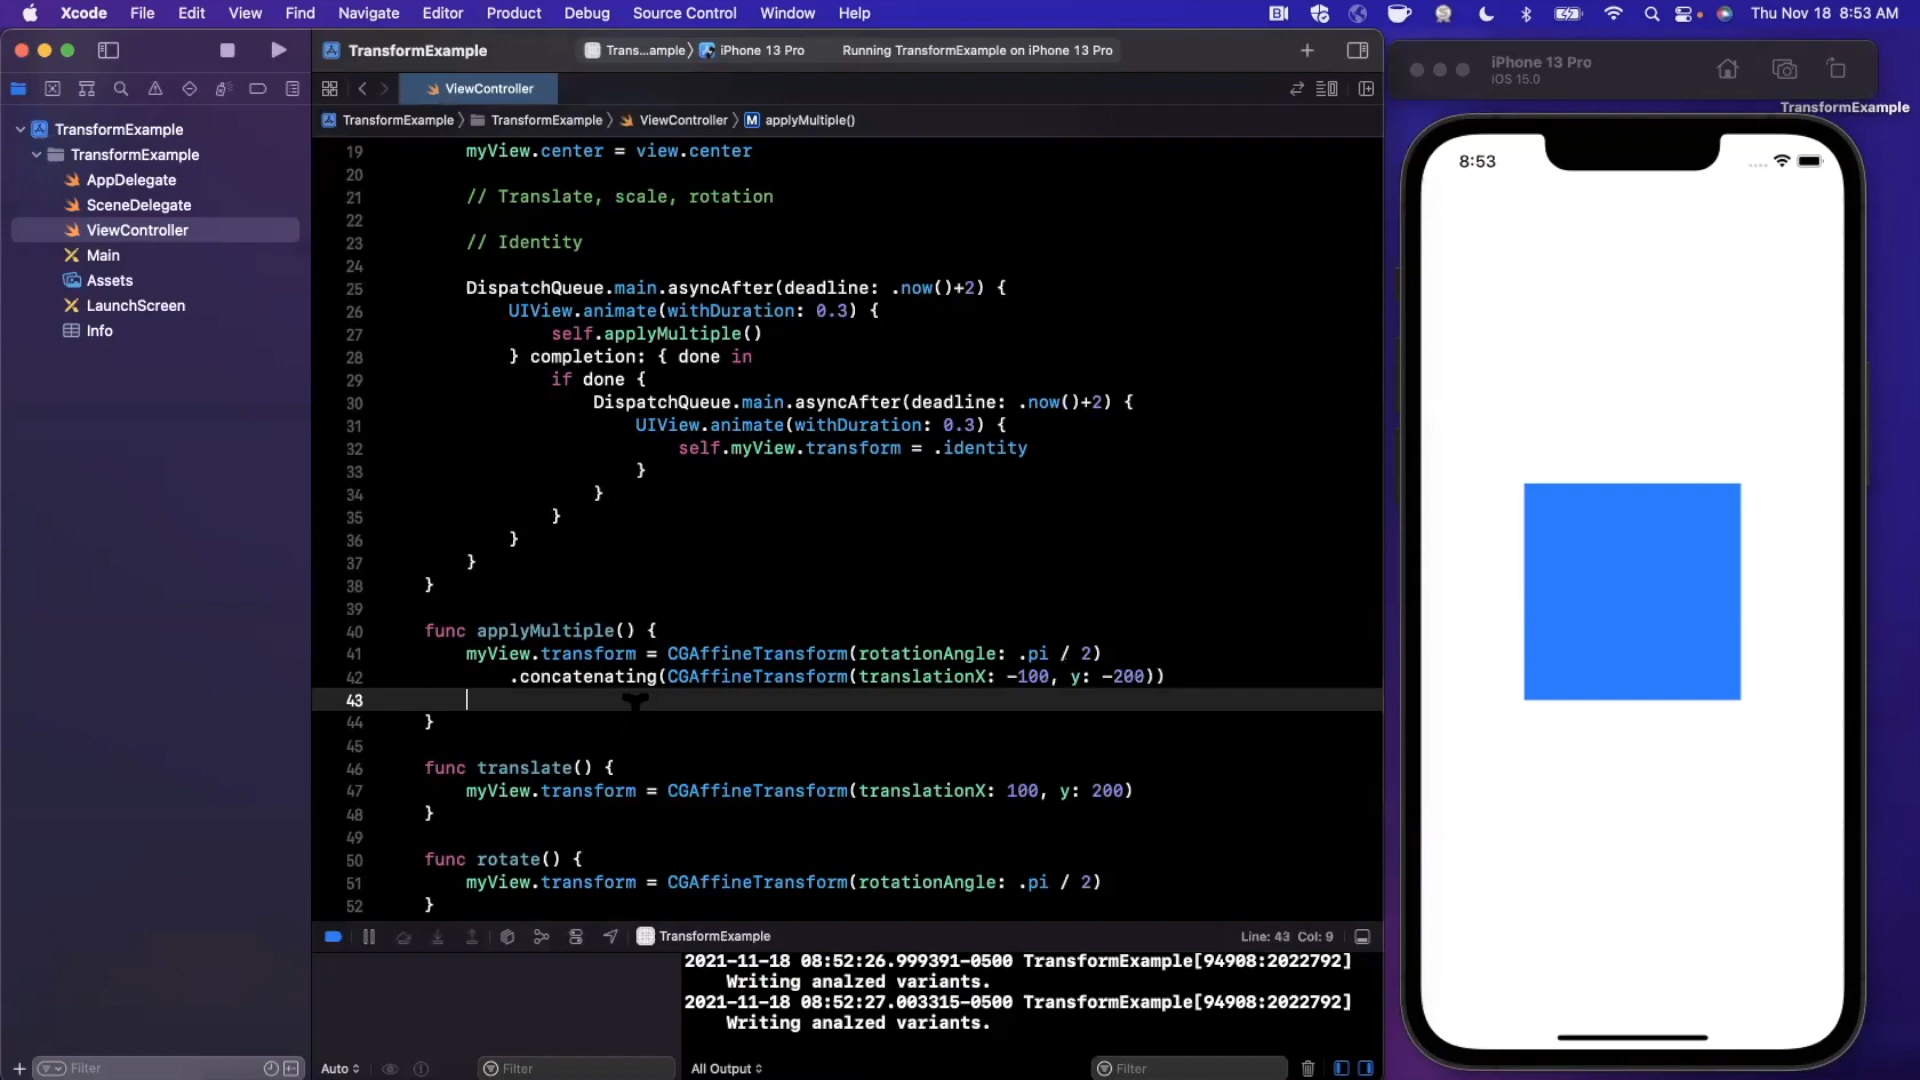 Xcode File Edit View Find Navigate Editor Product Debug Source Control Window Help Thu Nov 18 8:53 AM
TransformExample Trans...ample iPhone 13 Pro Running TransformExample on iPhone 13 Pro
iPhone 13 Pro
iOS 15.0
ViewController
TransformExample
TransformExample TransformExample ViewController M applyMultiple()
TransformExample
TransformExample
AppDelegate
SceneDelegate
ViewController
Main
Assets
LaunchScreen
Info
19 myView.center = view.center
20
21 // Translate, scale, rotation
22
23 // Identity
24
25 DispatchQueue.main.asyncAfter(deadline: .now()+2) {
26 UIView.animate(withDuration: 0.3) {
27 self.applyMultiple()
28 } completion: { done in
29 if done {
30 DispatchQueue.main.asyncAfter(deadline: .now()+2) {
31 UIView.animate(withDuration: 0.3) {
32 self.myView.transform = .identity
33 }
34 }
35 }
36 }
37 }
38 }
39
40 func applyMultiple() {
41 myView.transform = CGAffineTransform(rotationAngle: .pi / 2)
42 .concatenating(CGAffineTransform(translationX: -100, y: -200))
43
44 }
45
46 func translate() {
47 myView.transform = CGAffineTransform(translationX: 100, y: 200)
48 }
49
50 func rotate() {
51 myView.transform = CGAffineTransform(rotationAngle: .pi / 2)
52 }
TransformExample Line: 43 Col: 9
2021-11-18 08:52:26.999391-0500 TransformExample[94908:2022792]
Writing analzed variants.
2021-11-18 08:52:27.003315-0500 TransformExample[94908:2022792]
Writing analzed variants.
Filter Auto Filter All Output Filter
8:53